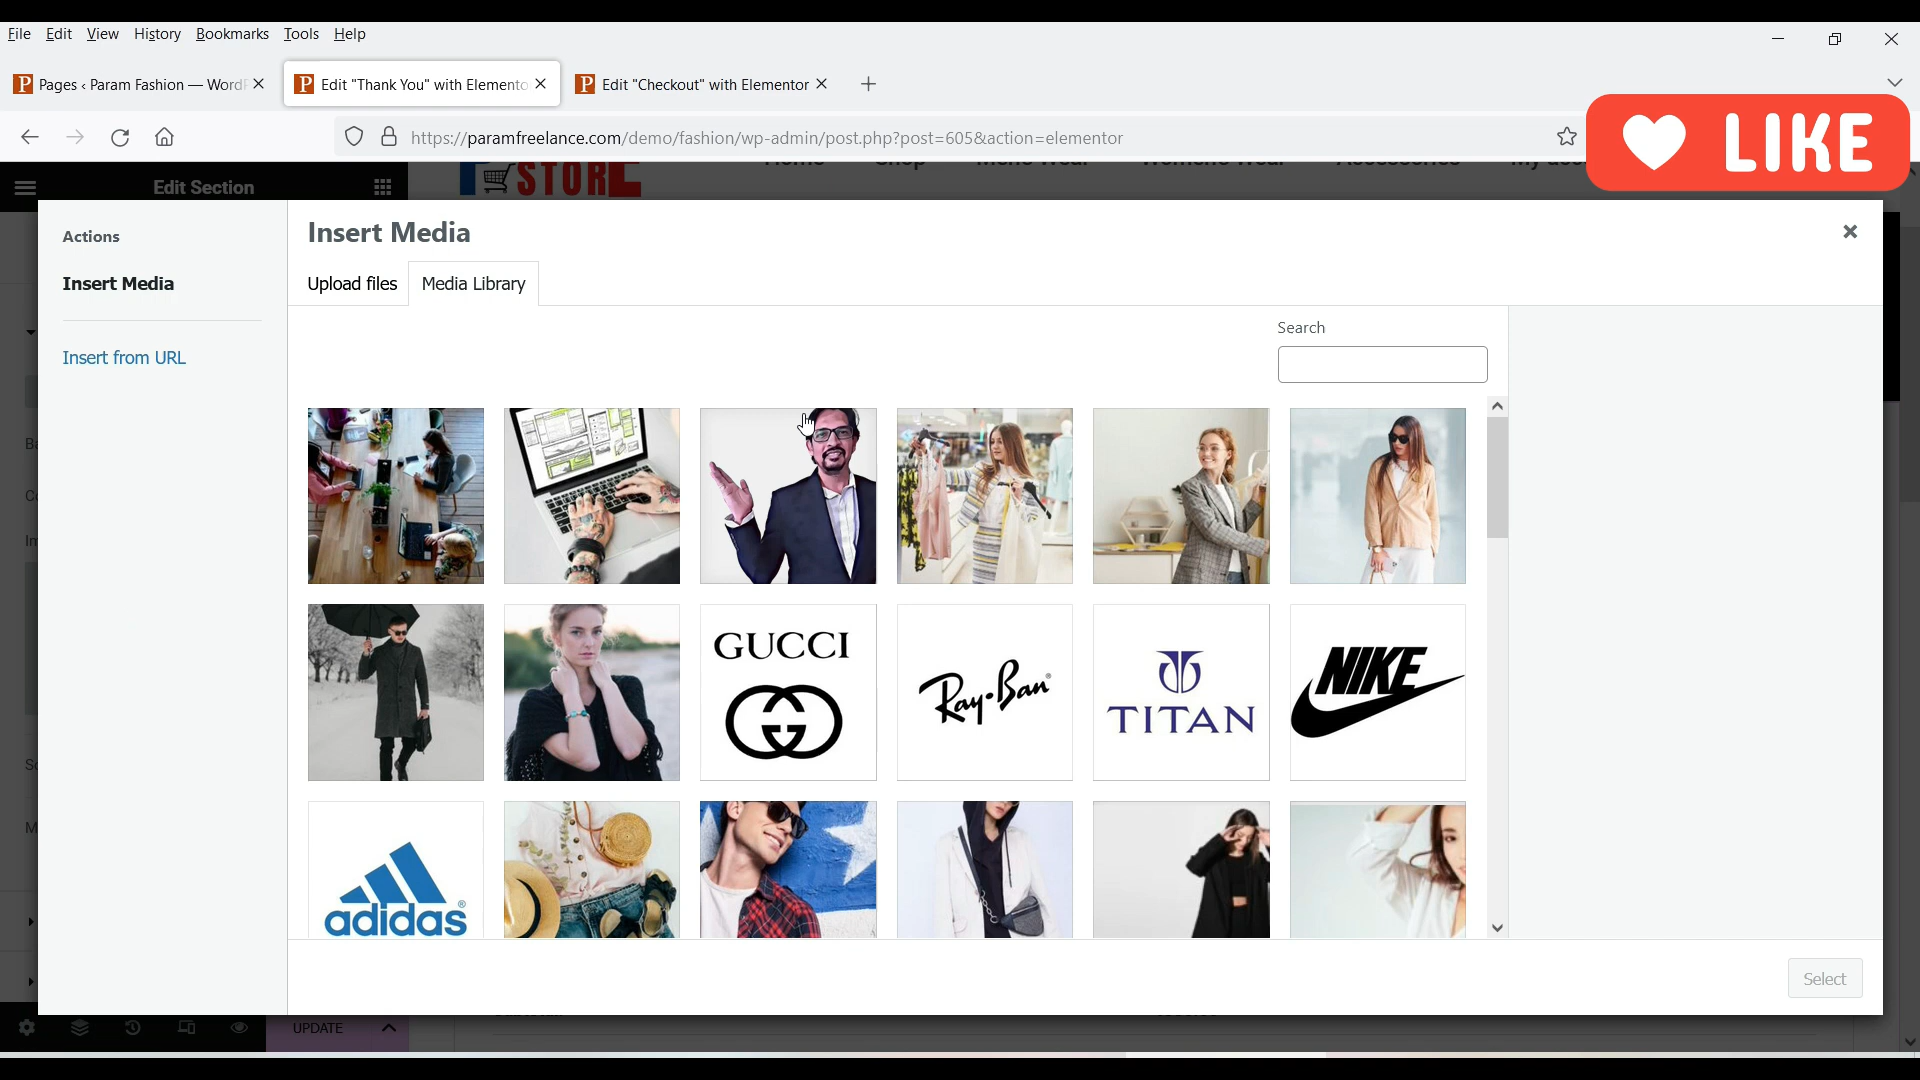 File Edit View History Bookmarks Tools Help
Pages ‹ Param Fashion — Word
Edit "Thank You" with Elemento
Edit "Checkout" with Elementor
https://paramfreelance.com/demo/fashion/wp-admin/post.php?post=605&action=elementor
LIKE
Edit Section
STORE
Actions
Insert Media
Insert from URL
Insert Media
Upload files
Media Library
Search
GUCCI
Ray-Ban
TITAN
NIKE
adidas
Select
UPDATE